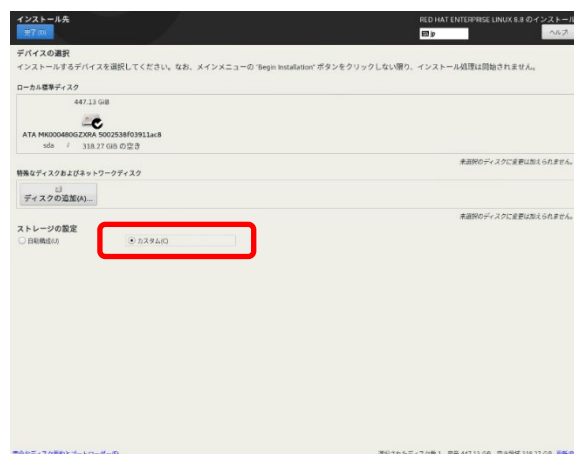 インストール先
RED HAT ENTERPRISE LINUX 8.8 のインストール
完了(D)
jp
ヘルプ
デバイスの選択
インストールするデバイスを選択してください。なお、メインメニューの 'Begin Installation' ボタンをクリックしない限り、インストール処理は開始されません。
ローカル標準ディスク
447.13 GiB
ATA MK000480GZXRA 5002538f03911ac8
sda / 318.27 GiB の空き
未選択のディスクに変更は加えられません。
特殊なディスクおよびネットワークディスク
ディスクの追加(A)...
未選択のディスクに変更は加えられません。
ストレージの設定
自動構成(U)
カスタム(C)